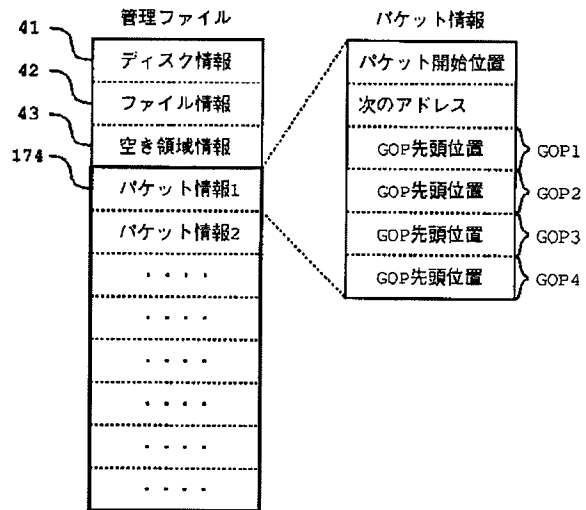 管理ファイル
41
ディスク情報
42
ファイル情報
43
空き領域情報
174
パケット情報1
パケット情報2
・・・・
・・・・
・・・・
・・・・
・・・・
・・・・
パケット情報
パケット開始位置
次のアドレス
GOP先頭位置
GOP1
GOP先頭位置
GOP2
GOP先頭位置
GOP3
GOP先頭位置
GOP4